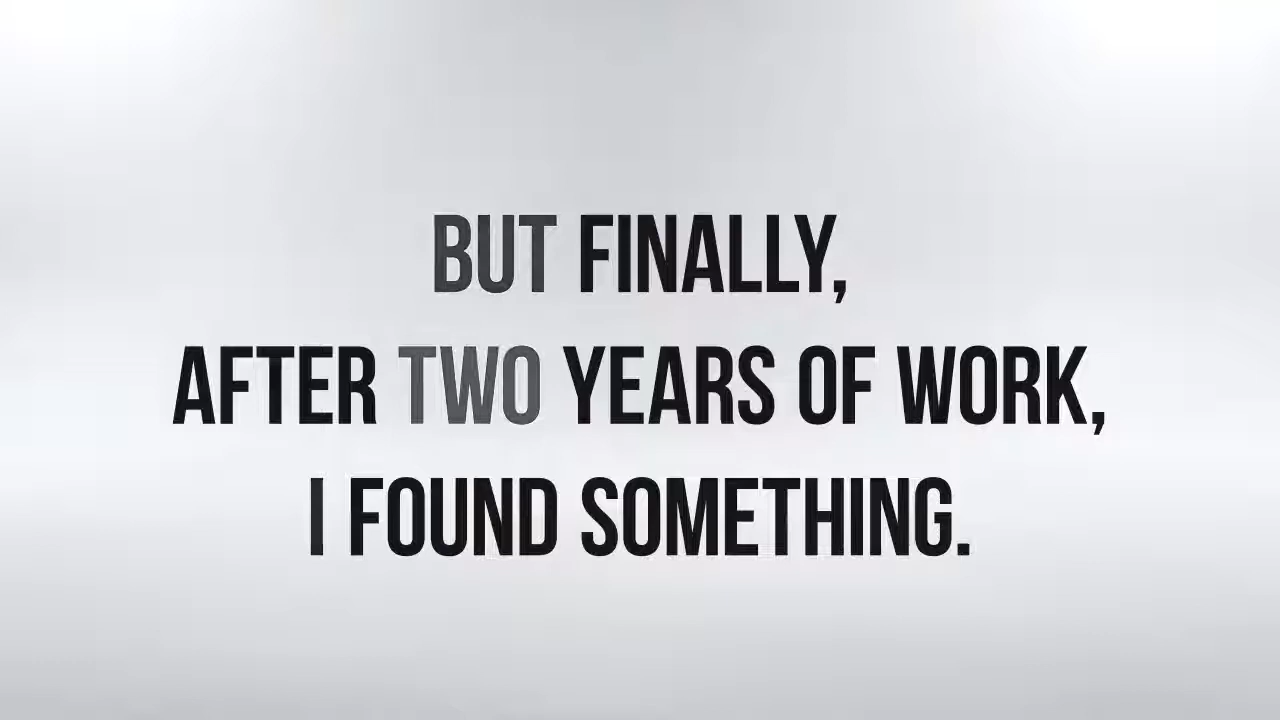 BUT FINALLY,
AFTER TWO YEARS OF WORK,
I FOUND SOMETHING.